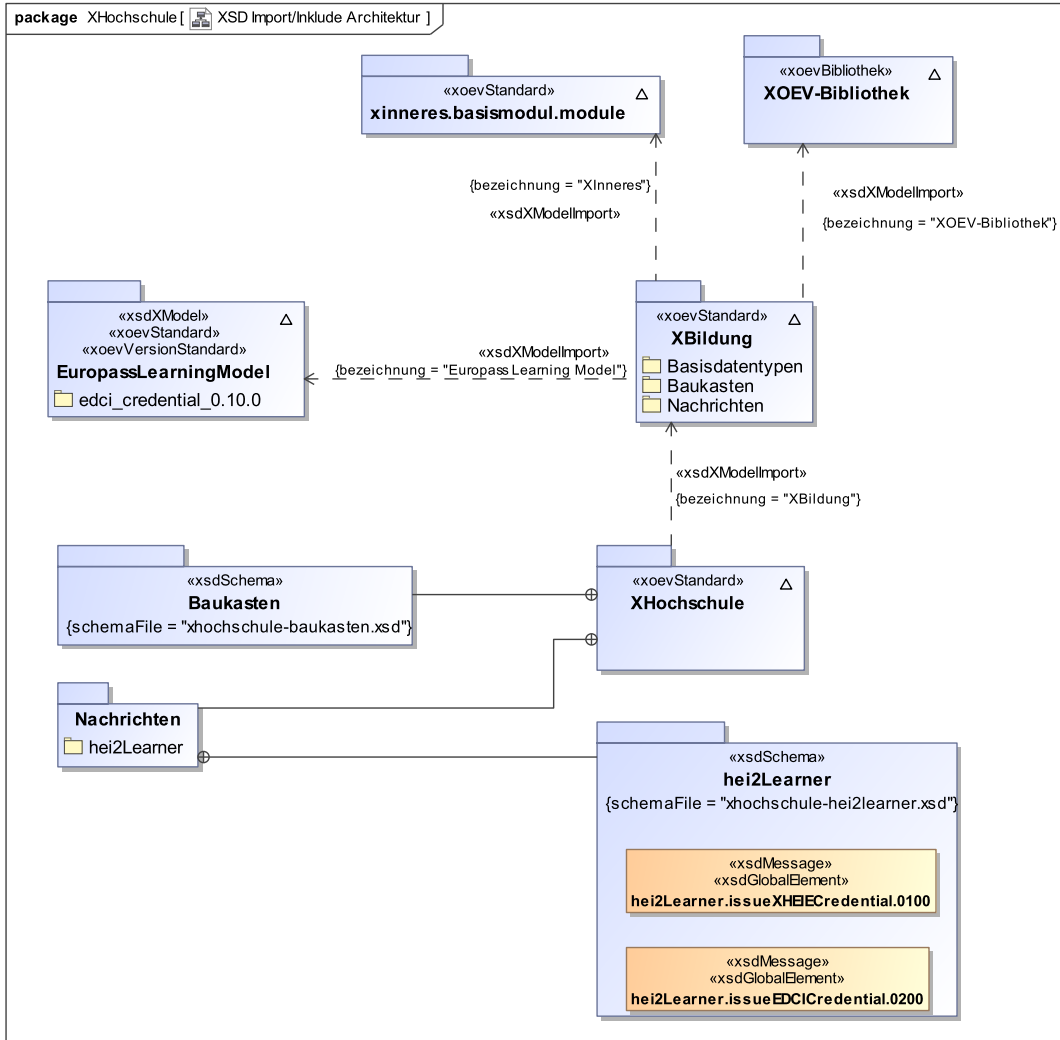 package XHochschule [ XSD Import/Inklude Architektur ]
«xoevStandard»
xinneres.basismodul.module
«xoevBibliothek»
XOEV-Bibliothek
{bezeichnung = "XInneres"}
«xsdXModelImport»
«xsdXModelImport»
{bezeichnung = "XOEV-Bibliothek"}
«xsdXModel»
«xoevStandard»
«xoevVersionStandard»
EuropassLearningModel
edci_credential_0.10.0
«xsdXModelImport»
{bezeichnung = "Europass Learning Model"}
«xoevStandard»
XBildung
Basisdatentypen
Baukasten
Nachrichten
«xsdXModelImport»
{bezeichnung = "XBildung"}
«xsdSchema»
Baukasten
{schemaFile = "xhochschule-baukasten.xsd"}
«xoevStandard»
XHochschule
Nachrichten
hei2Learner
«xsdSchema»
hei2Learner
{schemaFile = "xhochschule-hei2learner.xsd"}
«xsdMessage»
«xsdGlobalElement»
hei2Learner.issueXHEIECredential.0100
«xsdMessage»
«xsdGlobalElement»
hei2Learner.issueEDCICredential.0200